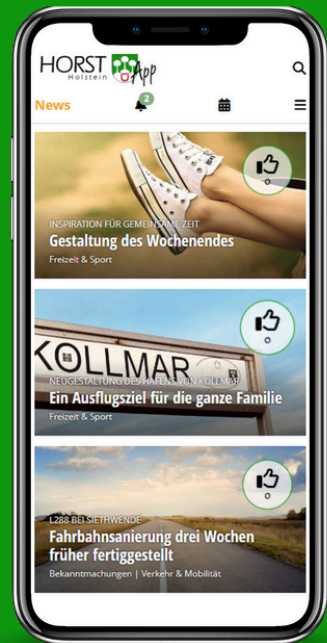 HORST
Holstein
App
News
2
0
INSPIRATION FÜR GEMEINSAME ZEIT
Gestaltung des Wochenendes
Freizeit & Sport
0
KOLLMAR
NEUGESTALTUNG DES HAFENS VON KOLLMAR
Ein Ausflugsziel für die ganze Familie
Freizeit & Sport
0
L288 BEI SIETHWENDE
Fahrbahnsanierung drei Wochen
früher fertiggestellt
Bekanntmachungen | Verkehr & Mobilität